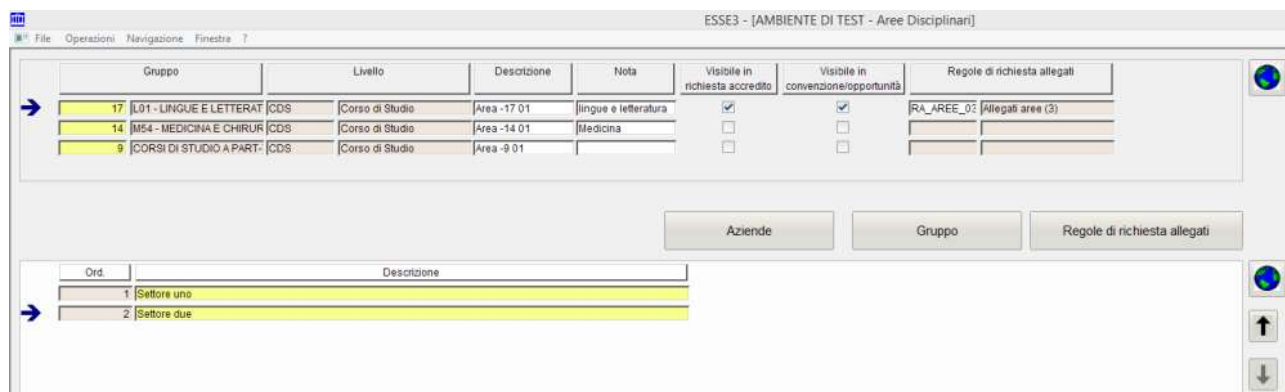 ESSE3 - [AMBIENTE DI TEST - Aree Disciplinari]
File Operazioni Navigazione Finestra ?
Gruppo Livello Descrizione Nota Visibile in richiesta accredito Visibile in convenzione/opportunità Regole di richiesta allegati
17 L01 - LINGUE E LETTERAT CDS Corso di Studio Area -17 01 lingue e letteratura RA_AREE_03 Allegati aree (3)
14 M54 - MEDICINA E CHIRUR CDS Corso di Studio Area -14 01 Medicina
9 CORSI DI STUDIO A PART- CDS Corso di Studio Area -9 01
Aziende Gruppo Regole di richiesta allegati
Ord. Descrizione
1 Settore uno
2 Settore due